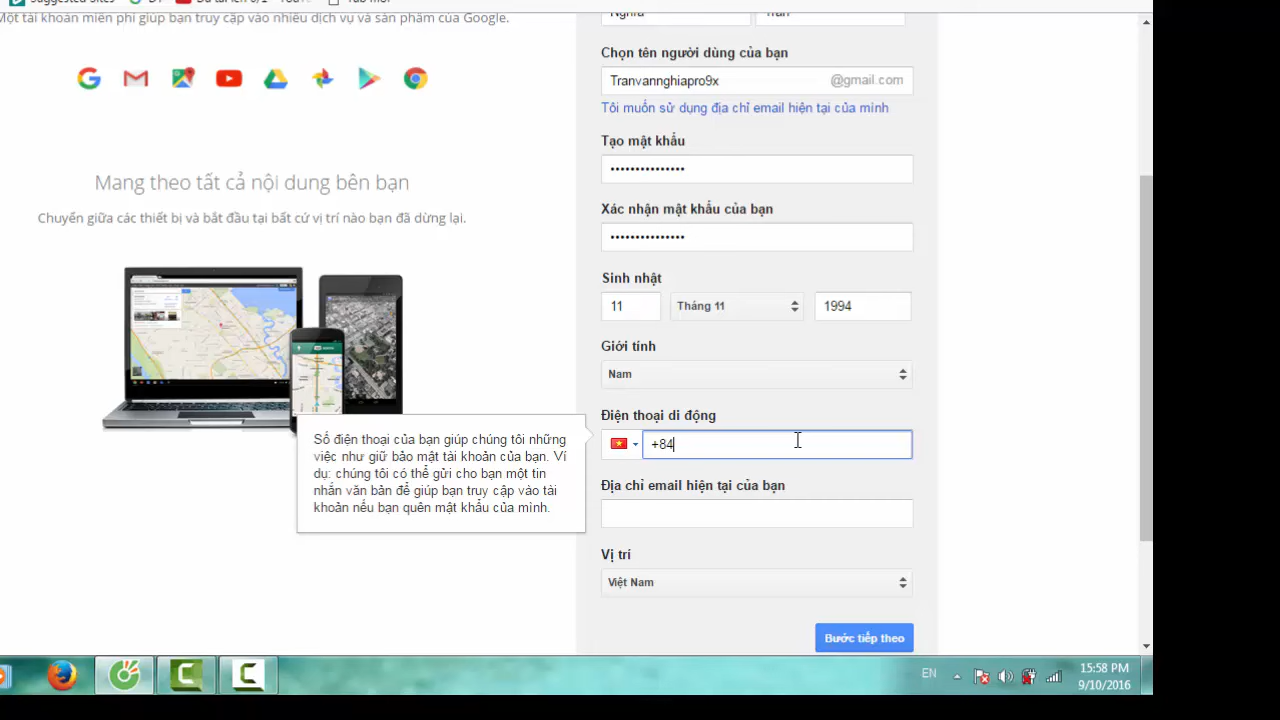 Suggested Sites
Một tài khoản miễn phí giúp bạn truy cập vào nhiều dịch vụ và sản phẩm của Google.
Mang theo tất cả nội dung bên bạn
Chuyển giữa các thiết bị và bắt đầu tại bất cứ vị trí nào bạn đã dừng lại.
Nghĩa
Trần
Chọn tên người dùng của bạn
Tranvannghiapro9x @gmail.com
Tôi muốn sử dụng địa chỉ email hiện tại của mình
Tạo mật khẩu
•••••••••••••••
Xác nhận mật khẩu của bạn
•••••••••••••••
Sinh nhật
11 Tháng 11 1994
Giới tính
Nam
Điện thoại di động
+84
Số điện thoại của bạn giúp chúng tôi những
việc như giữ bảo mật tài khoản của bạn. Ví
dụ: chúng tôi có thể gửi cho bạn một tin
nhắn văn bản để giúp bạn truy cập vào tài
khoản nếu bạn quên mật khẩu của mình.
Địa chỉ email hiện tại của bạn
Vị trí
Việt Nam
Bước tiếp theo
EN
15:58 PM
9/10/2016